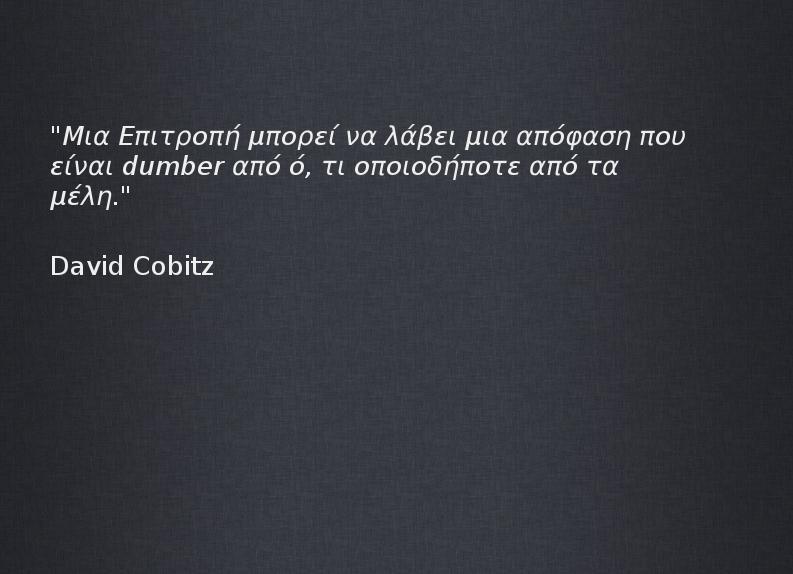 "Μια Επιτροπή μπορεί να λάβει μια απόφαση που
είναι dumber από ό, τι οποιοδήποτε από τα
μέλη."
David Cobitz